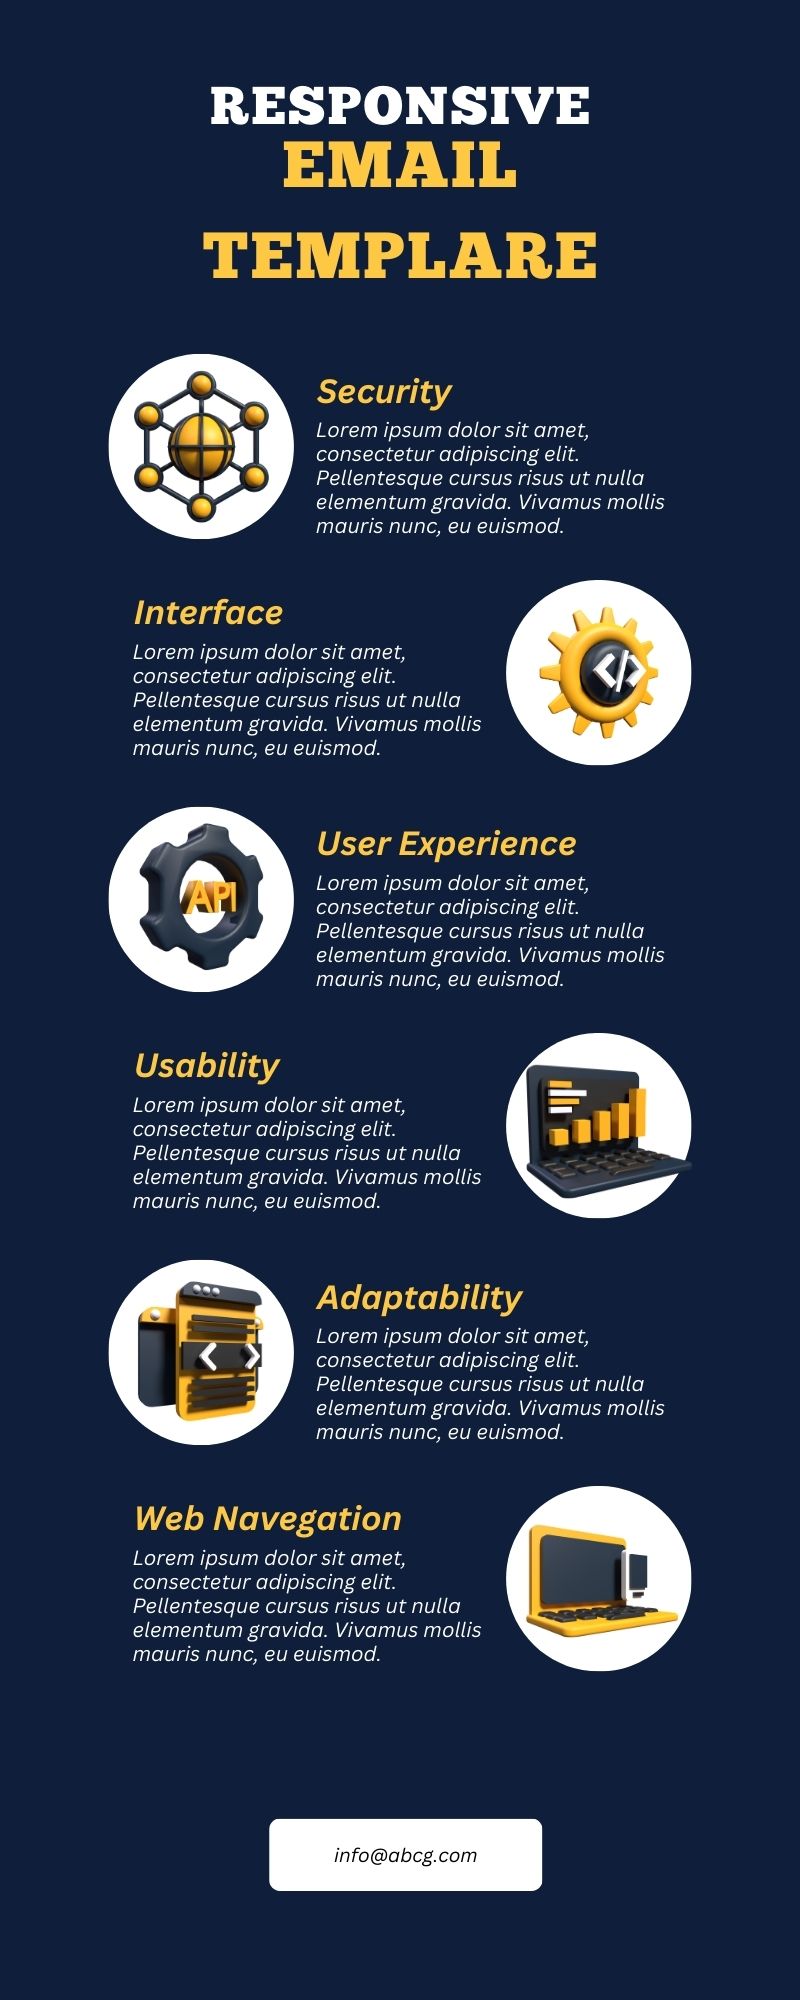 RESPONSIVE
EMAIL
TEMPLARE
Security
Lorem ipsum dolor sit amet,
consectetur adipiscing elit.
Pellentesque cursus risus ut nulla
elementum gravida. Vivamus mollis
mauris nunc, eu euismod.
Interface
Lorem ipsum dolor sit amet,
consectetur adipiscing elit.
Pellentesque cursus risus ut nulla
elementum gravida. Vivamus mollis
mauris nunc, eu euismod.
</>
API
User Experience
Lorem ipsum dolor sit amet,
consectetur adipiscing elit.
Pellentesque cursus risus ut nulla
elementum gravida. Vivamus mollis
mauris nunc, eu euismod.
Usability
Lorem ipsum dolor sit amet,
consectetur adipiscing elit.
Pellentesque cursus risus ut nulla
elementum gravida. Vivamus mollis
mauris nunc, eu euismod.
< >
Adaptability
Lorem ipsum dolor sit amet,
consectetur adipiscing elit.
Pellentesque cursus risus ut nulla
elementum gravida. Vivamus mollis
mauris nunc, eu euismod.
Web Navegation
Lorem ipsum dolor sit amet,
consectetur adipiscing elit.
Pellentesque cursus risus ut nulla
elementum gravida. Vivamus mollis
mauris nunc, eu euismod.
info@abcg.com